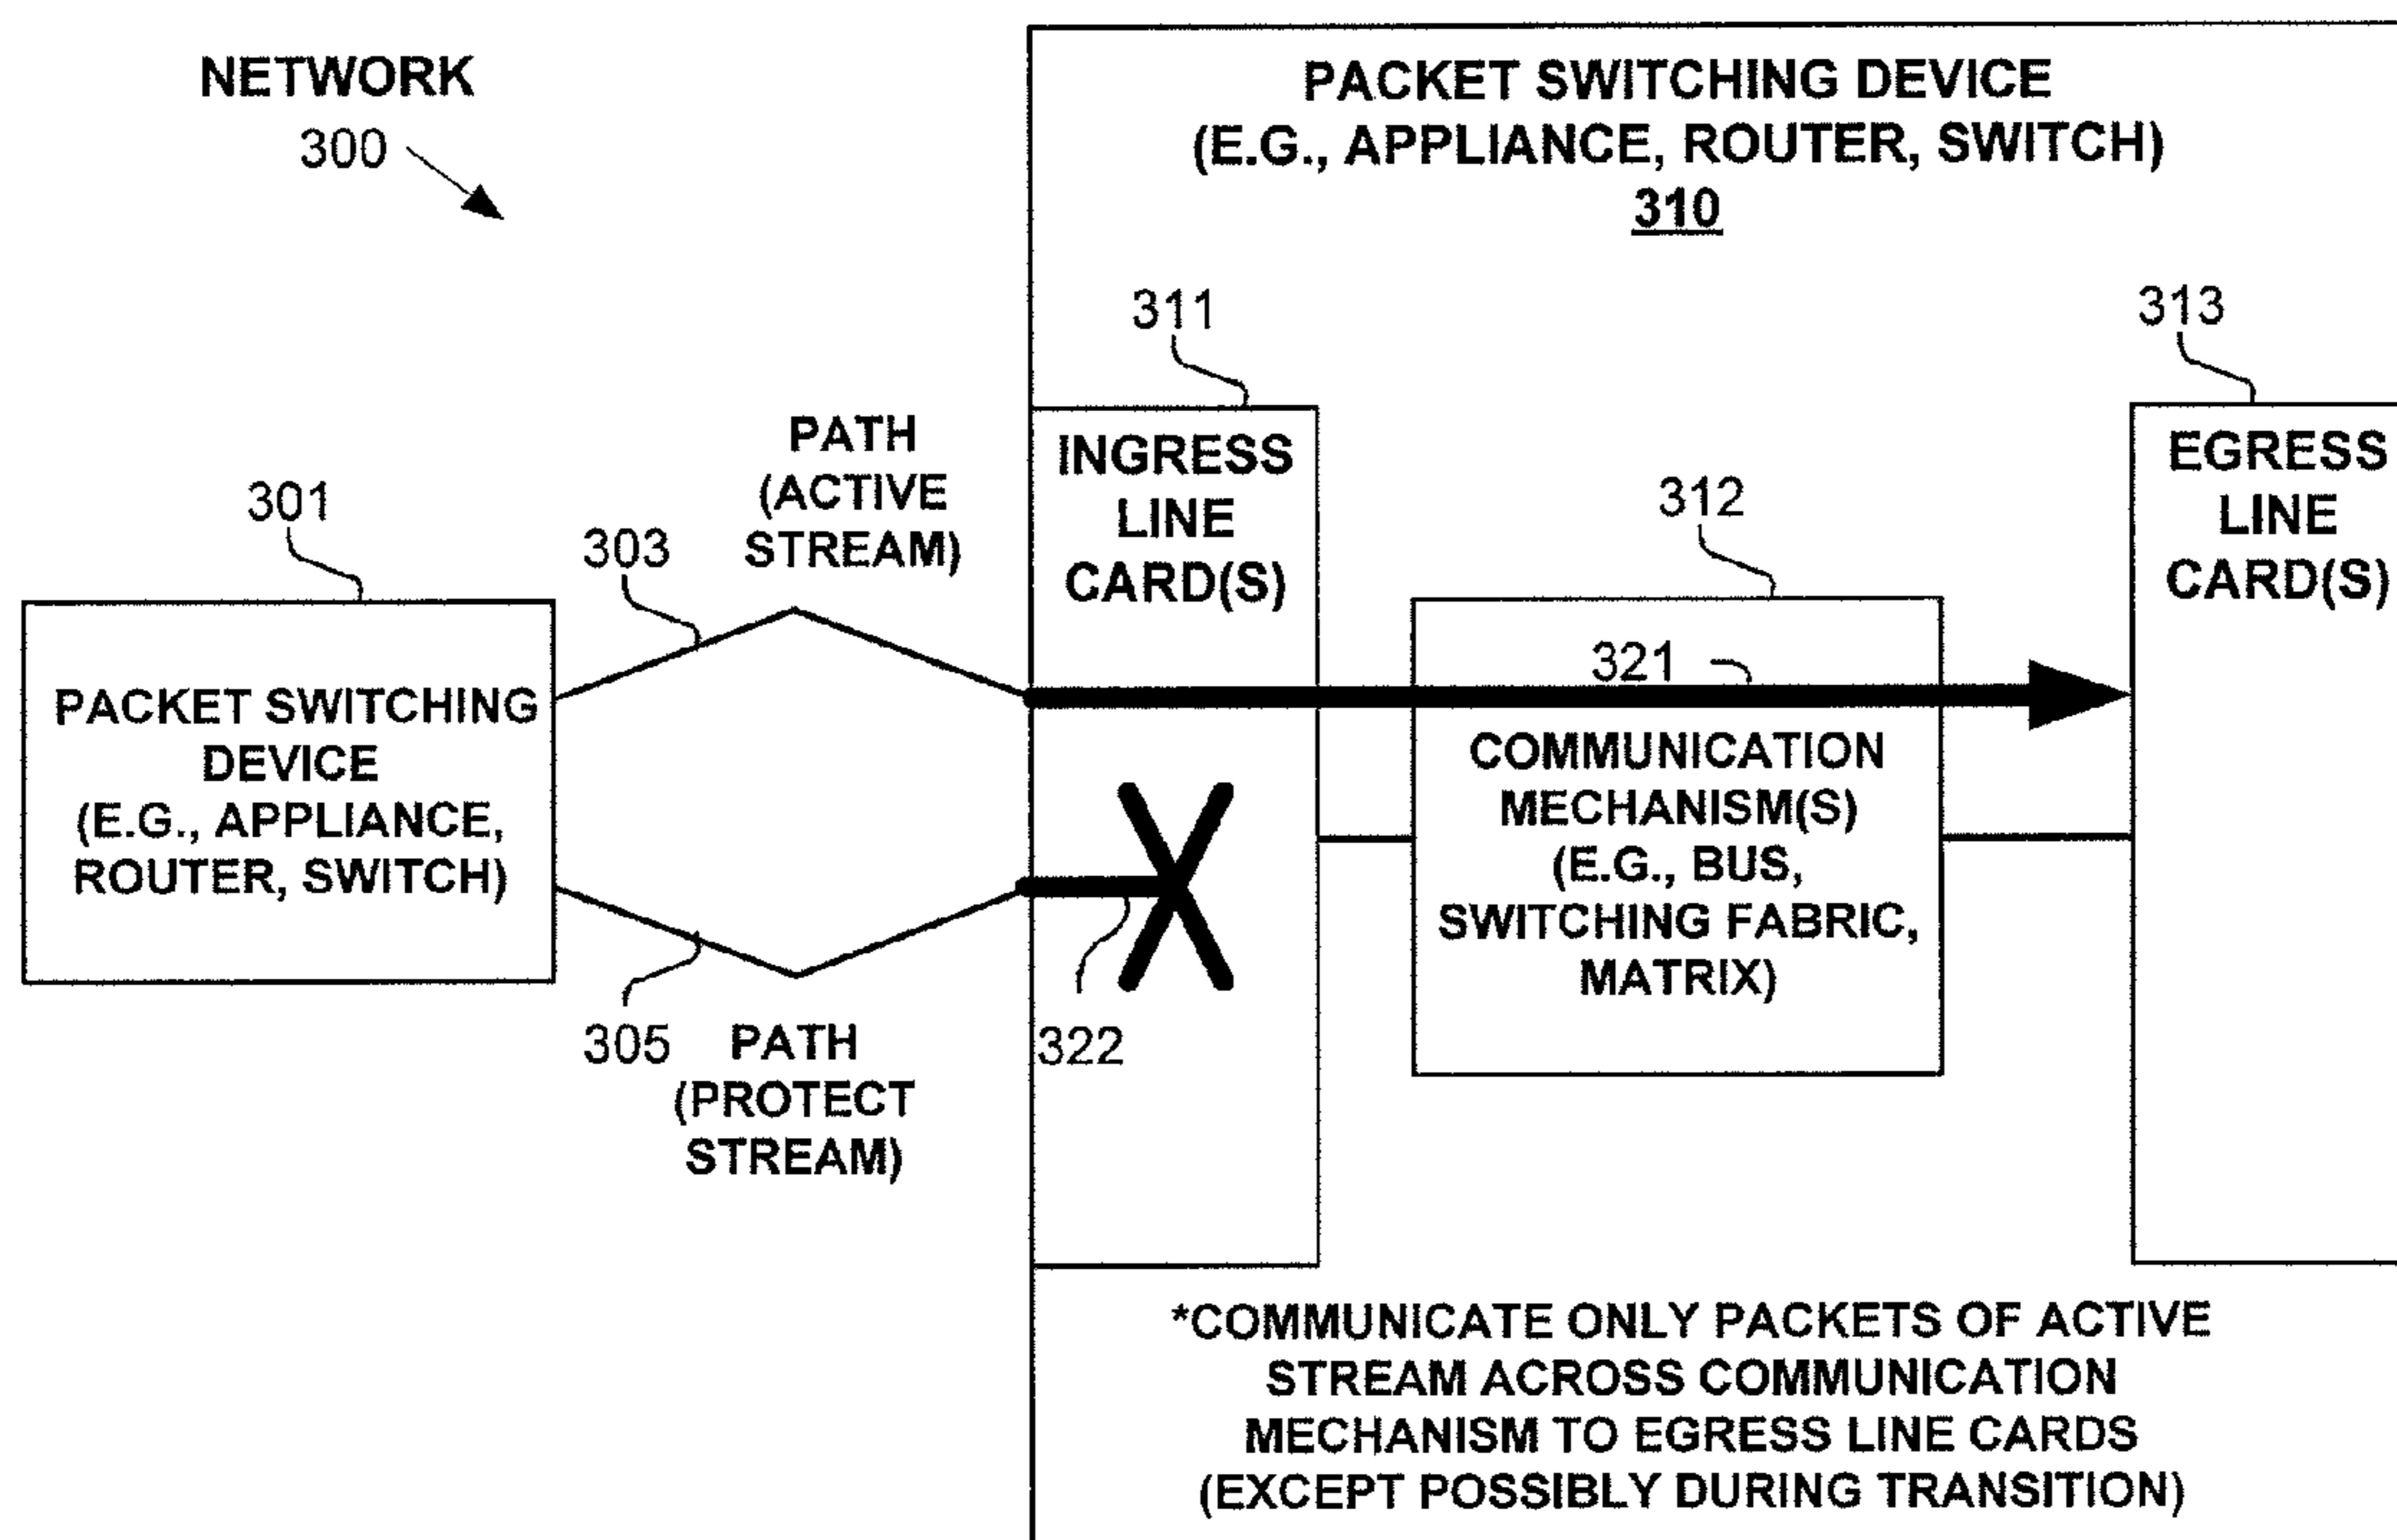 NETWORK
300
PACKET SWITCHING DEVICE
(E.G., APPLIANCE, ROUTER, SWITCH)
310
311
313
301
303
PATH
(ACTIVE
STREAM)
INGRESS
LINE
CARD(S)
312
EGRESS
LINE
CARD(S)
321
PACKET SWITCHING
DEVICE
(E.G., APPLIANCE,
ROUTER, SWITCH)
COMMUNICATION
MECHANISM(S)
(E.G., BUS,
SWITCHING FABRIC,
MATRIX)
305
PATH
(PROTECT
STREAM)
322
*COMMUNICATE ONLY PACKETS OF ACTIVE
STREAM ACROSS COMMUNICATION
MECHANISM TO EGRESS LINE CARDS
(EXCEPT POSSIBLY DURING TRANSITION)